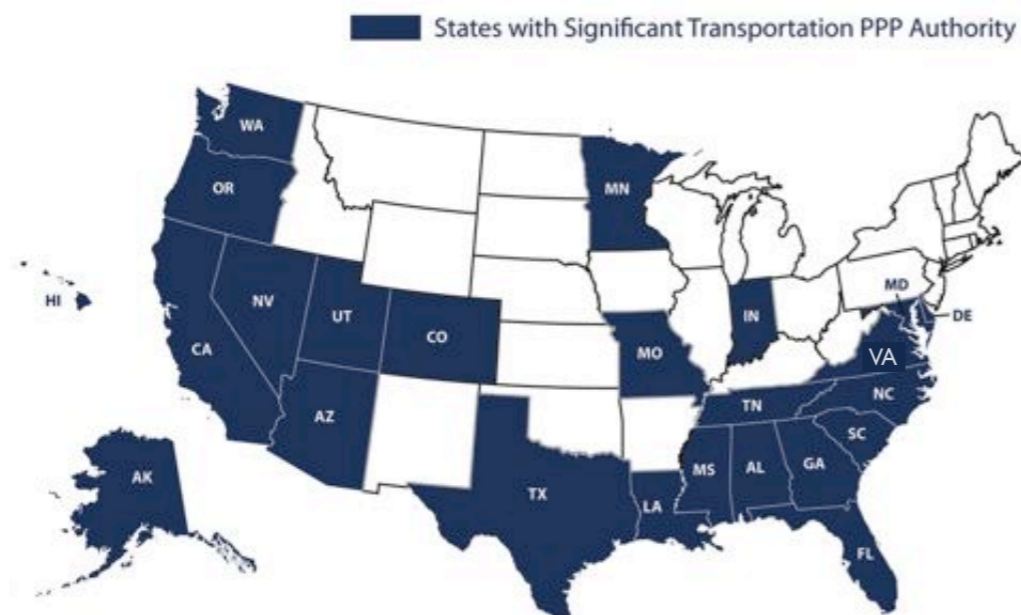 States with Significant Transportation PPP Authority
WA
OR
MN
HI
NV
UT
CO
CA
AZ
MO
IN
MD
DE
VA
TN
NC
SC
MS
AL
GA
AK
TX
LA
FL